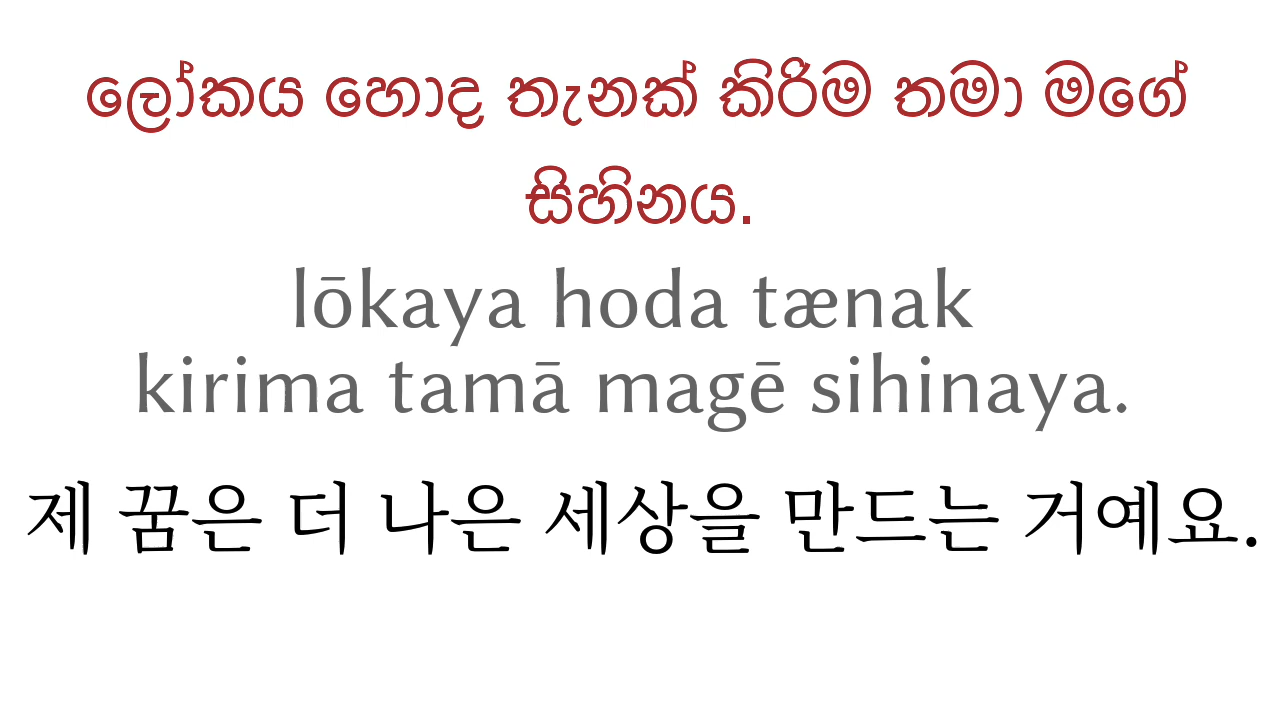 ලෝකය හොද තැනක් කිරිම තමා මගේ
සිහිනය.
lōkaya hoda tænak
kirima tamā magē sihinaya.
제 꿈은 더 나은 세상을 만드는 거예요.